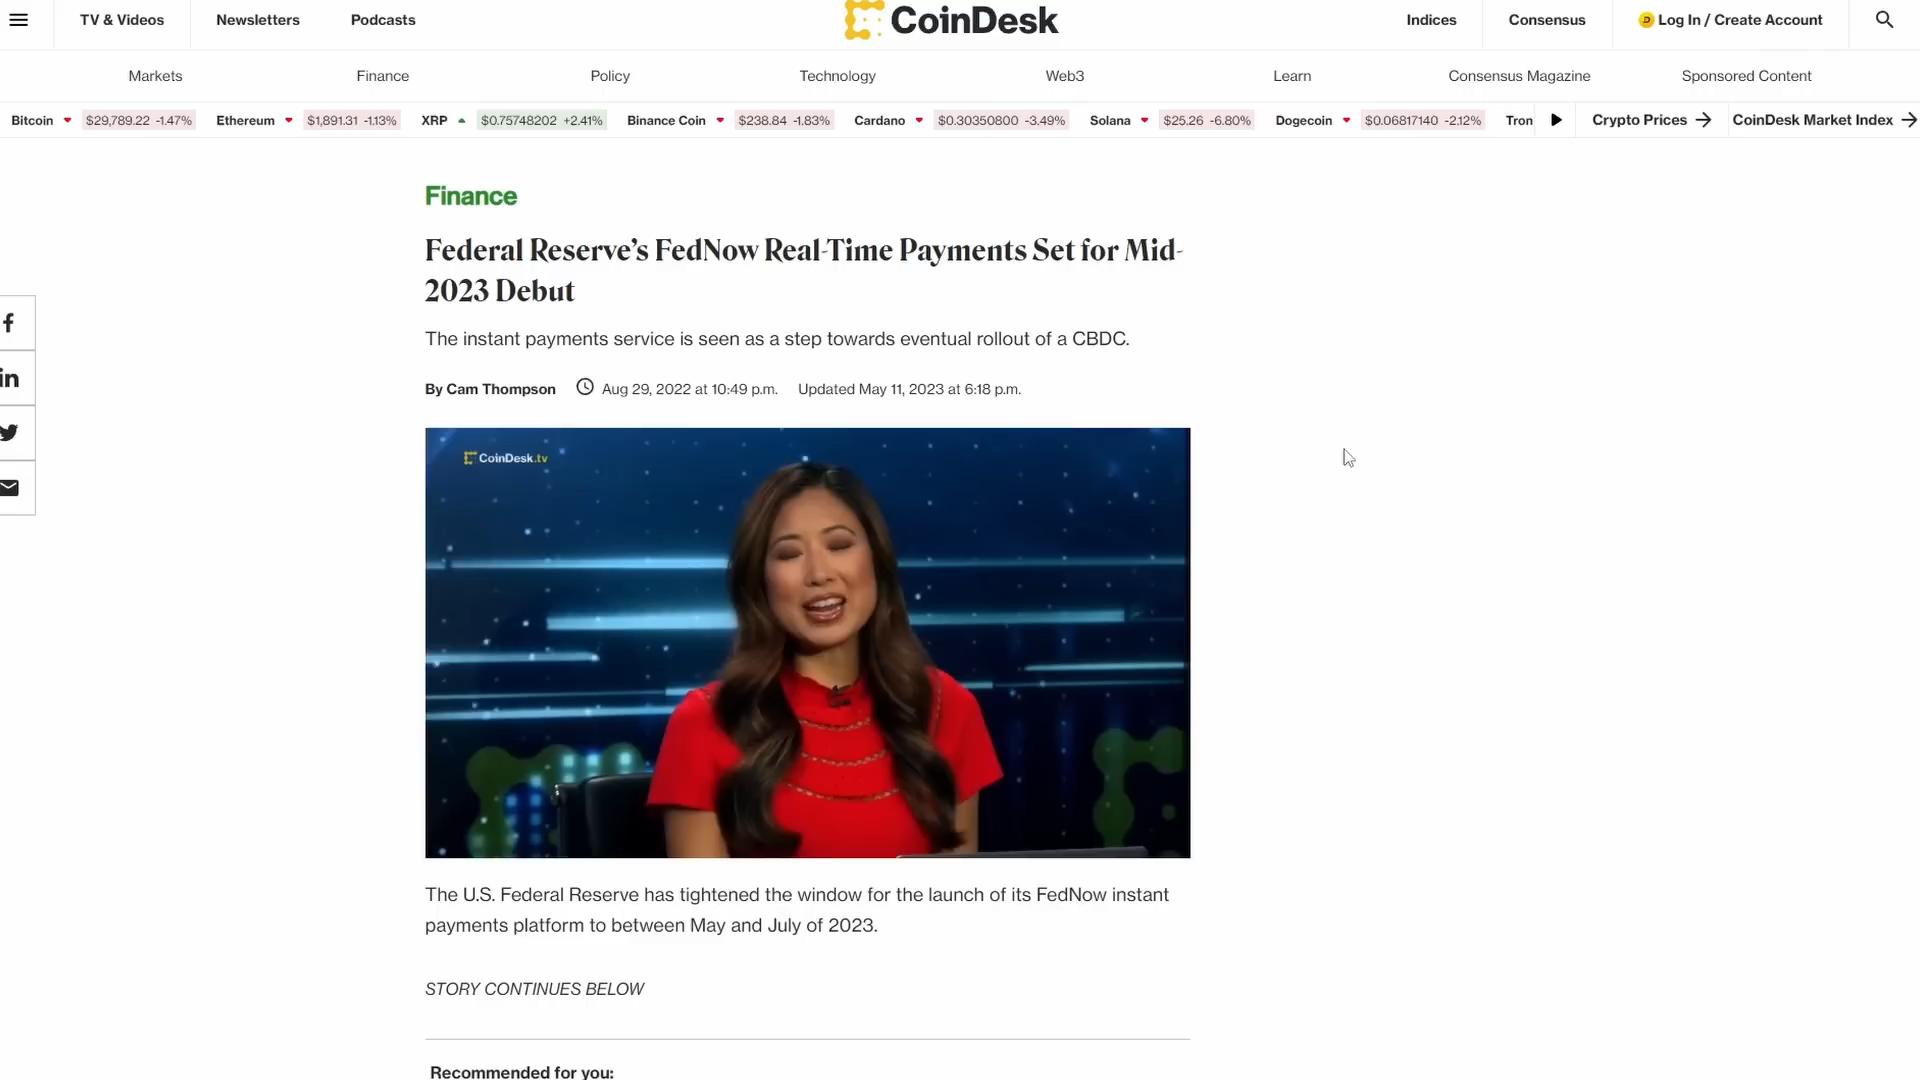 TV & Videos Newsletters Podcasts CoinDesk Indices Consensus Log In / Create Account
Markets Finance Policy Technology Web3 Learn Consensus Magazine Sponsored Content
Bitcoin $29,789.22 -1.47% Ethereum $1,891.31 -1.13% XRP $0.75748202 +2.41% Binance Coin $238.84 -1.83% Cardano $0.30350800 -3.49% Solana $25.26 -6.80% Dogecoin $0.06817140 -2.12% Tron Crypto Prices → CoinDesk Market Index →
Finance
Federal Reserve’s FedNow Real-Time Payments Set for Mid-
2023 Debut
The instant payments service is seen as a step towards eventual rollout of a CBDC.
By Cam Thompson Aug 29, 2022 at 10:49 p.m. Updated May 11, 2023 at 6:18 p.m.
CoinDesk.tv
The U.S. Federal Reserve has tightened the window for the launch of its FedNow instant
payments platform to between May and July of 2023.
STORY CONTINUES BELOW
Recommended for you: